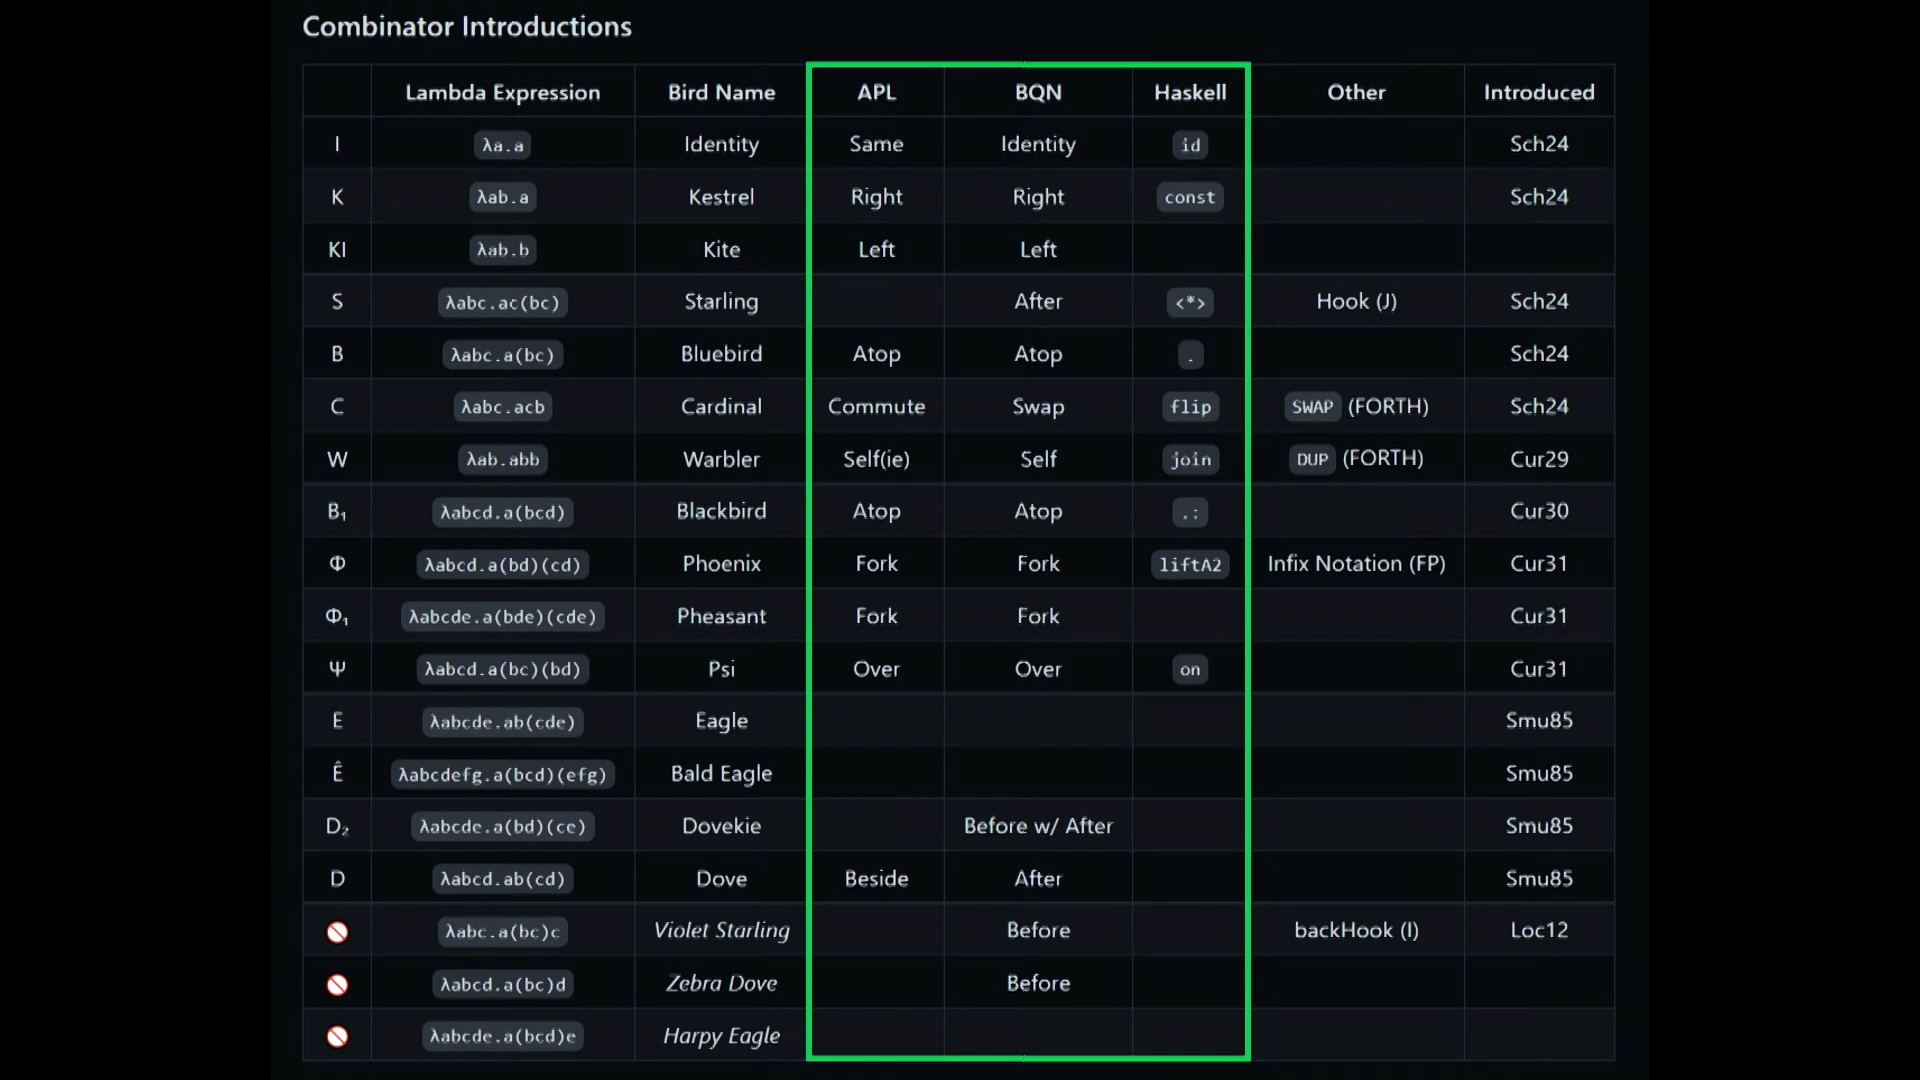 Combinator Introductions
Lambda Expression Bird Name APL BQN Haskell Other Introduced
I λa.a Identity Same Identity id Sch24
K λab.a Kestrel Right Right const Sch24
KI λab.b Kite Left Left
S λabc.ac(bc) Starling After <*> Hook (J) Sch24
B λabc.a(bc) Bluebird Atop Atop . Sch24
C λabc.acb Cardinal Commute Swap flip SWAP (FORTH) Sch24
W λab.abb Warbler Self(ie) Self join DUP (FORTH) Cur29
B₁ λabcd.a(bcd) Blackbird Atop Atop .: Cur30
Φ λabcd.a(bd)(cd) Phoenix Fork Fork liftA2 Infix Notation (FP) Cur31
Φ₁ λabcde.a(bde)(cde) Pheasant Fork Fork Cur31
Ψ λabcd.a(bc)(bd) Psi Over Over on Cur31
E λabcde.ab(cde) Eagle Smu85
Ê λabcdefg.a(bcd)(efg) Bald Eagle Smu85
D₂ λabcde.a(bd)(ce) Dovekie Before w/ After Smu85
D λabcd.ab(cd) Dove Beside After Smu85
λabc.a(bc)c Violet Starling Before backHook (I) Loc12
λabcd.a(bc)d Zebra Dove Before
λabcde.a(bcd)e Harpy Eagle